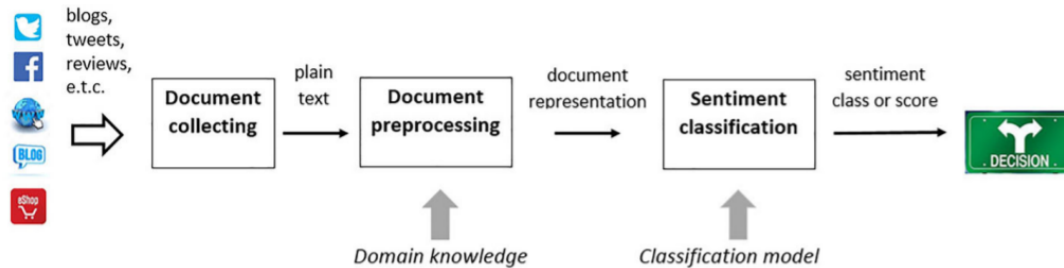 blogs,
tweets,
reviews,
e.t.c.
BLOG
eShop
Document
collecting
plain
text
Document
preprocessing
document
representation
Sentiment
classification
sentiment
class or score
DECISION
Domain knowledge
Classification model